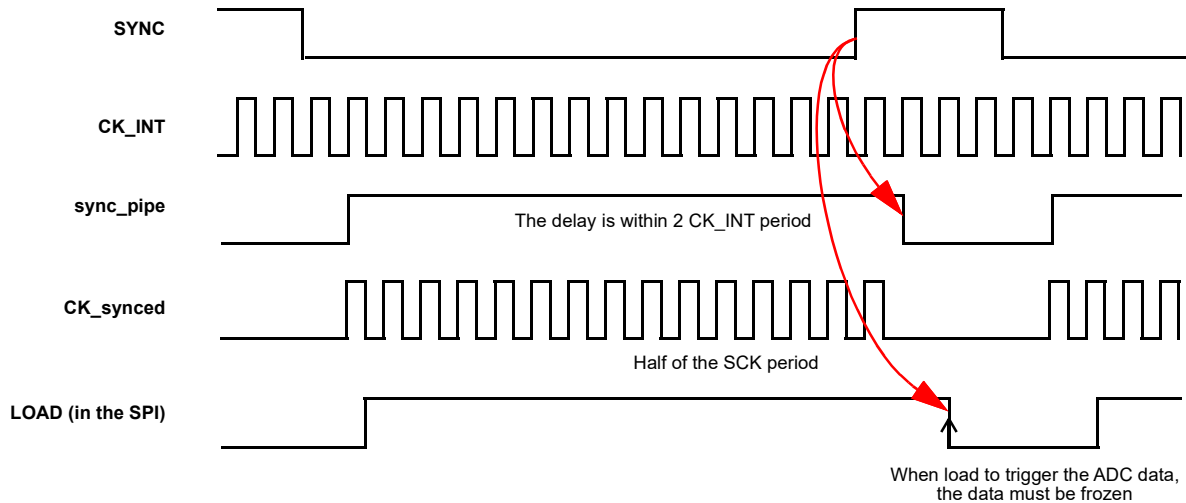 SYNC
CK_INT
sync_pipe
The delay is within 2 CK_INT period
CK_synced
Half of the SCK period
LOAD (in the SPI)
When load to trigger the ADC data,
the data must be frozen